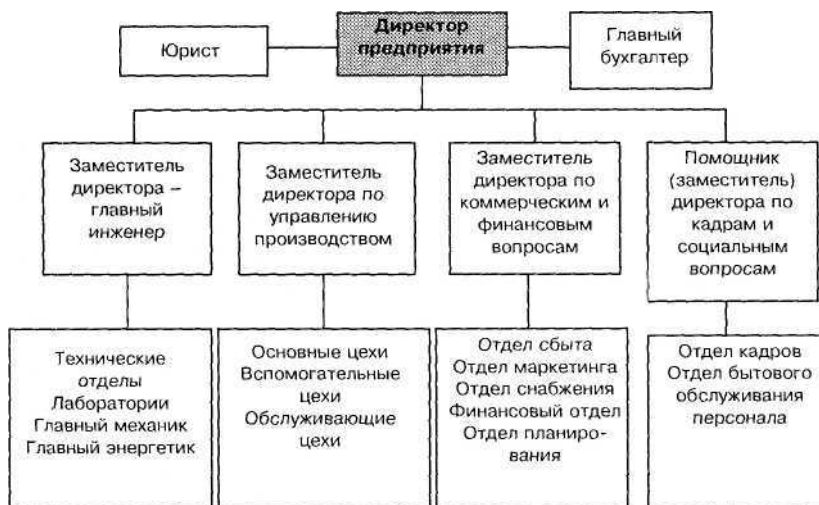 Юрист
Директор
предприятия
Главный
бухгалтер
Заместитель
директора –
главный
инженер
Заместитель
директора по
управлению
производством
Заместитель
директора по
коммерческим и
финансовым
вопросам
Помощник
(заместитель)
директора по
кадрам и
социальным
вопросам
Технические
отделы
Лаборатории
Главный механик
Главный энергетик
Основные цехи
Вспомогательные
цехи
Обслуживающие
цехи
Отдел сбыта
Отдел маркетинга
Отдел снабжения
Финансовый отдел
Отдел планиро-
вания
Отдел кадров
Отдел бытового
обслуживания
персонала